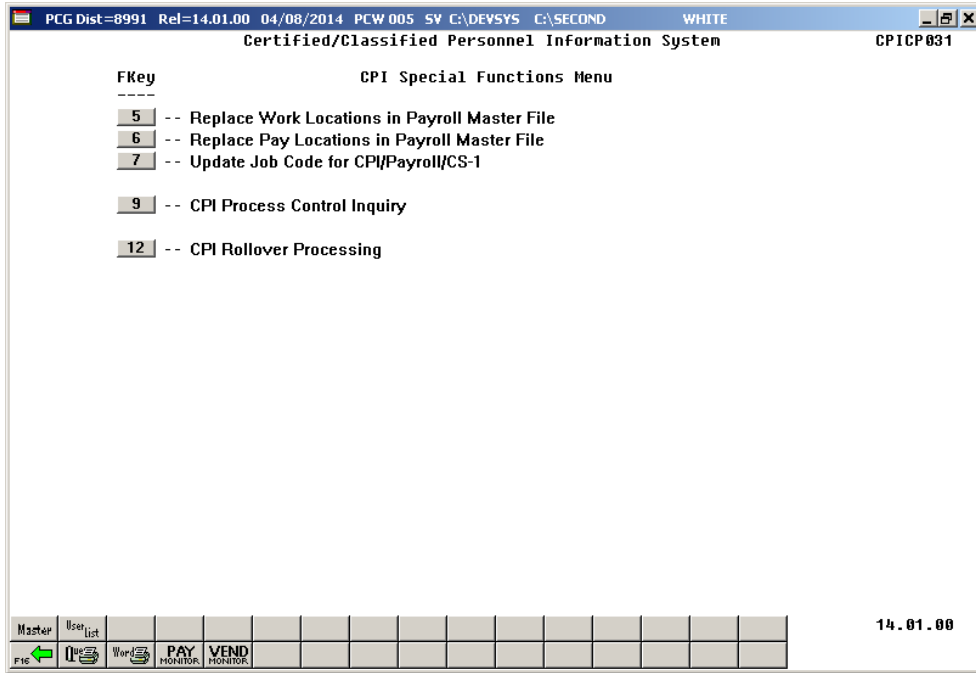 PCG Dist=8991 Rel=14.01.00 04/08/2014 PCW 005 SV C:\DEVSYS C:\SECOND WHITE
Certified/Classified Personnel Information System CPICP031
FKey CPI Special Functions Menu
----
5 -- Replace Work Locations in Payroll Master File
6 -- Replace Pay Locations in Payroll Master File
7 -- Update Job Code for CPI/Payroll/CS-1
9 -- CPI Process Control Inquiry
12 -- CPI Rollover Processing
Master User List 14.01.00
F16 Que Word PAY MONITOR VEND MONITOR